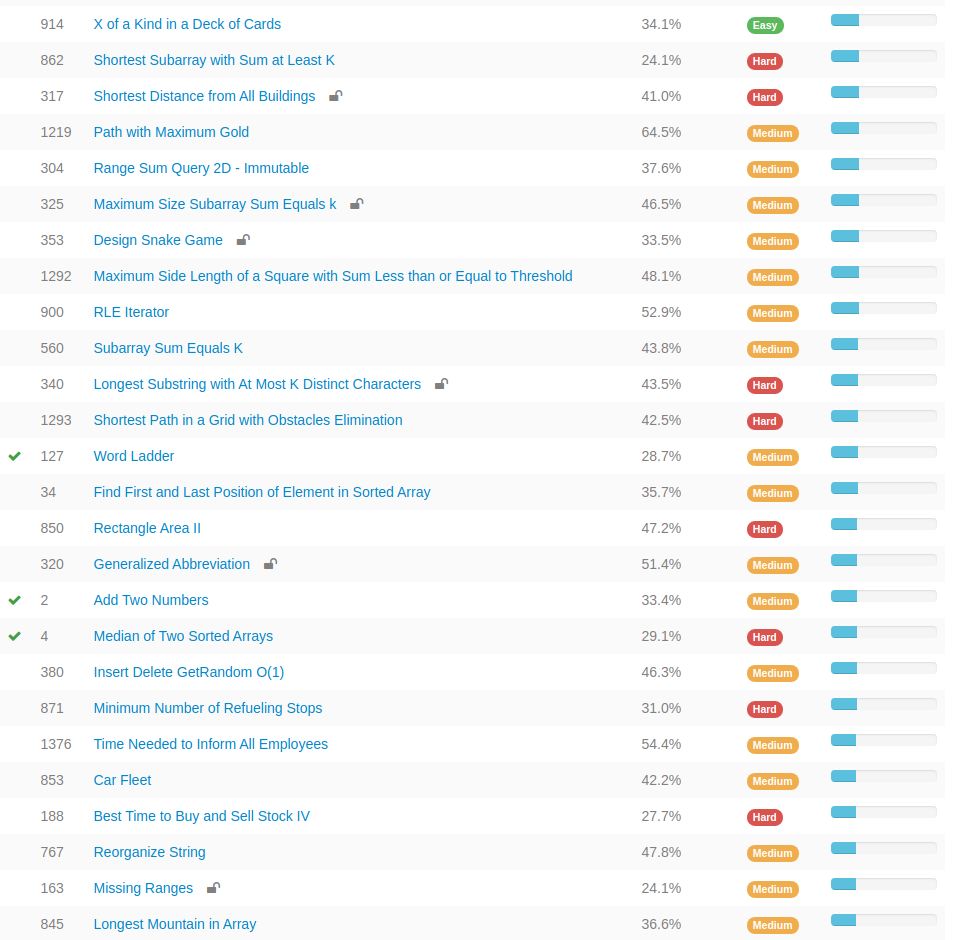 914 X of a Kind in a Deck of Cards 34.1% Easy
862 Shortest Subarray with Sum at Least K 24.1% Hard
317 Shortest Distance from All Buildings 41.0% Hard
1219 Path with Maximum Gold 64.5% Medium
304 Range Sum Query 2D - Immutable 37.6% Medium
325 Maximum Size Subarray Sum Equals k 46.5% Medium
353 Design Snake Game 33.5% Medium
1292 Maximum Side Length of a Square with Sum Less than or Equal to Threshold 48.1% Medium
900 RLE Iterator 52.9% Medium
560 Subarray Sum Equals K 43.8% Medium
340 Longest Substring with At Most K Distinct Characters 43.5% Hard
1293 Shortest Path in a Grid with Obstacles Elimination 42.5% Hard
127 Word Ladder 28.7% Medium
34 Find First and Last Position of Element in Sorted Array 35.7% Medium
850 Rectangle Area II 47.2% Hard
320 Generalized Abbreviation 51.4% Medium
2 Add Two Numbers 33.4% Medium
4 Median of Two Sorted Arrays 29.1% Hard
380 Insert Delete GetRandom O(1) 46.3% Medium
871 Minimum Number of Refueling Stops 31.0% Hard
1376 Time Needed to Inform All Employees 54.4% Medium
853 Car Fleet 42.2% Medium
188 Best Time to Buy and Sell Stock IV 27.7% Hard
767 Reorganize String 47.8% Medium
163 Missing Ranges 24.1% Medium
845 Longest Mountain in Array 36.6% Medium